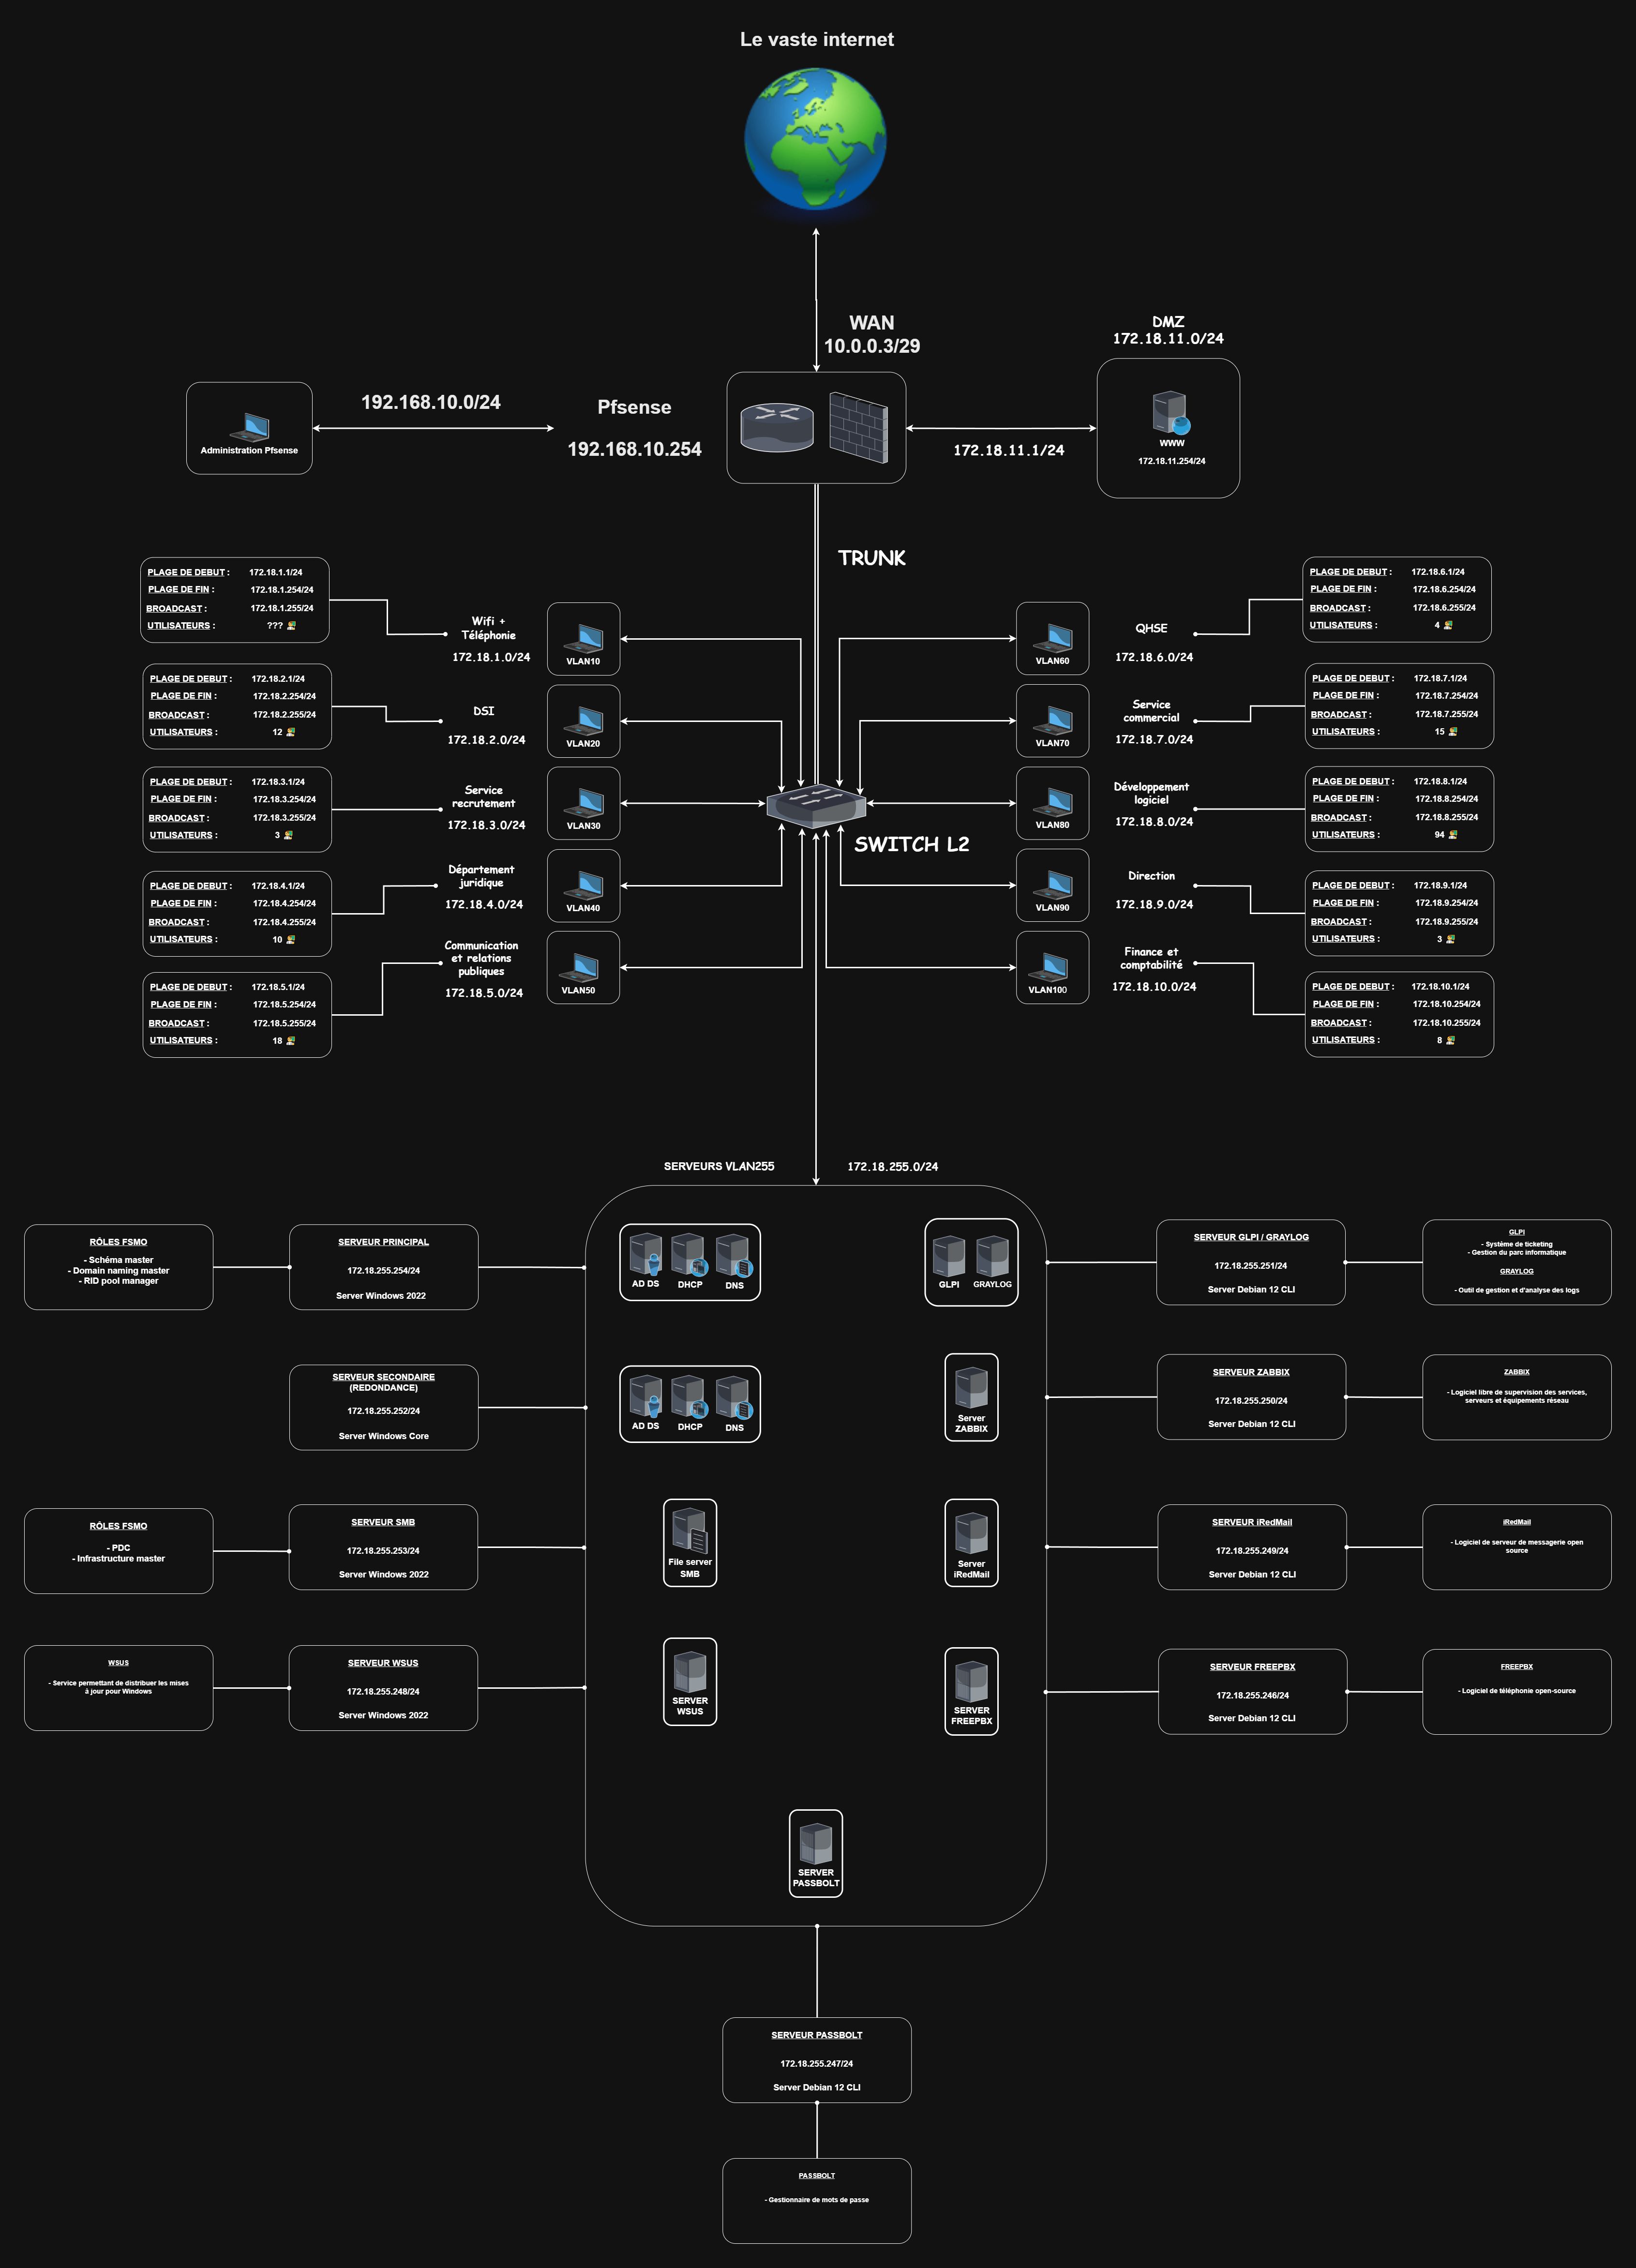 Le vaste internet
WAN
10.0.0.3/29
DMZ
172.18.11.0/24
192.168.10.0/24
Pfsense
192.168.10.254
Administration Pfsense
172.18.11.1/24
WWW
172.18.11.254/24
TRUNK
PLAGE DE DEBUT : 172.18.1.1/24
PLAGE DE FIN : 172.18.1.254/24
BROADCAST : 172.18.1.255/24
UTILISATEURS : ???
Wifi +
Téléphonie
172.18.1.0/24
VLAN10
PLAGE DE DEBUT : 172.18.2.1/24
PLAGE DE FIN : 172.18.2.254/24
BROADCAST : 172.18.2.255/24
UTILISATEURS : 12
DSI
172.18.2.0/24
VLAN20
PLAGE DE DEBUT : 172.18.3.1/24
PLAGE DE FIN : 172.18.3.254/24
BROADCAST : 172.18.3.255/24
UTILISATEURS : 3
Service
recrutement
172.18.3.0/24
VLAN30
PLAGE DE DEBUT : 172.18.4.1/24
PLAGE DE FIN : 172.18.4.254/24
BROADCAST : 172.18.4.255/24
UTILISATEURS : 10
Département
juridique
172.18.4.0/24
VLAN40
PLAGE DE DEBUT : 172.18.5.1/24
PLAGE DE FIN : 172.18.5.254/24
BROADCAST : 172.18.5.255/24
UTILISATEURS : 18
Communication
et relations
publiques
172.18.5.0/24
VLAN50
VLAN60
QHSE
172.18.6.0/24
PLAGE DE DEBUT : 172.18.6.1/24
PLAGE DE FIN : 172.18.6.254/24
BROADCAST : 172.18.6.255/24
UTILISATEURS : 4
VLAN70
Service
commercial
172.18.7.0/24
PLAGE DE DEBUT : 172.18.7.1/24
PLAGE DE FIN : 172.18.7.254/24
BROADCAST : 172.18.7.255/24
UTILISATEURS : 15
VLAN80
Développement
logiciel
172.18.8.0/24
PLAGE DE DEBUT : 172.18.8.1/24
PLAGE DE FIN : 172.18.8.254/24
BROADCAST : 172.18.8.255/24
UTILISATEURS : 94
SWITCH L2
VLAN90
Direction
172.18.9.0/24
PLAGE DE DEBUT : 172.18.9.1/24
PLAGE DE FIN : 172.18.9.254/24
BROADCAST : 172.18.9.255/24
UTILISATEURS : 3
VLAN100
Finance et
comptabilité
172.18.10.0/24
PLAGE DE DEBUT : 172.18.10.1/24
PLAGE DE FIN : 172.18.10.254/24
BROADCAST : 172.18.10.255/24
UTILISATEURS : 8
SERVEURS VLAN255 172.18.255.0/24
RÔLES FSMO
- Schéma master
- Domain naming master
- RID pool manager
SERVEUR PRINCIPAL
172.18.255.254/24
Server Windows 2022
AD DS DHCP DNS
GLPI GRAYLOG
SERVEUR GLPI / GRAYLOG
172.18.255.251/24
Server Debian 12 CLI
GLPI
- Système de ticketing
- Gestion du parc informatique
GRAYLOG
- Outil de gestion et d'analyse des logs
SERVEUR SECONDAIRE
(REDONDANCE)
172.18.255.252/24
Server Windows Core
AD DS DHCP DNS
Server
ZABBIX
SERVEUR ZABBIX
172.18.255.250/24
Server Debian 12 CLI
ZABBIX
- Logiciel libre de supervision des services,
serveurs et équipements réseau
RÔLES FSMO
- PDC
- Infrastructure master
SERVEUR SMB
172.18.255.253/24
Server Windows 2022
File server
SMB
Server
iRedMail
SERVEUR iRedMail
172.18.255.249/24
Server Debian 12 CLI
iRedMail
- Logiciel de serveur de messagerie open
source
WSUS
- Service permettant de distribuer les mises
à jour pour Windows
SERVEUR WSUS
172.18.255.248/24
Server Windows 2022
SERVER
WSUS
SERVER
FREEPBX
SERVEUR FREEPBX
172.18.255.246/24
Server Debian 12 CLI
FREEPBX
- Logiciel de téléphonie open-source
SERVER
PASSBOLT
SERVEUR PASSBOLT
172.18.255.247/24
Server Debian 12 CLI
PASSBOLT
- Gestionnaire de mots de passe